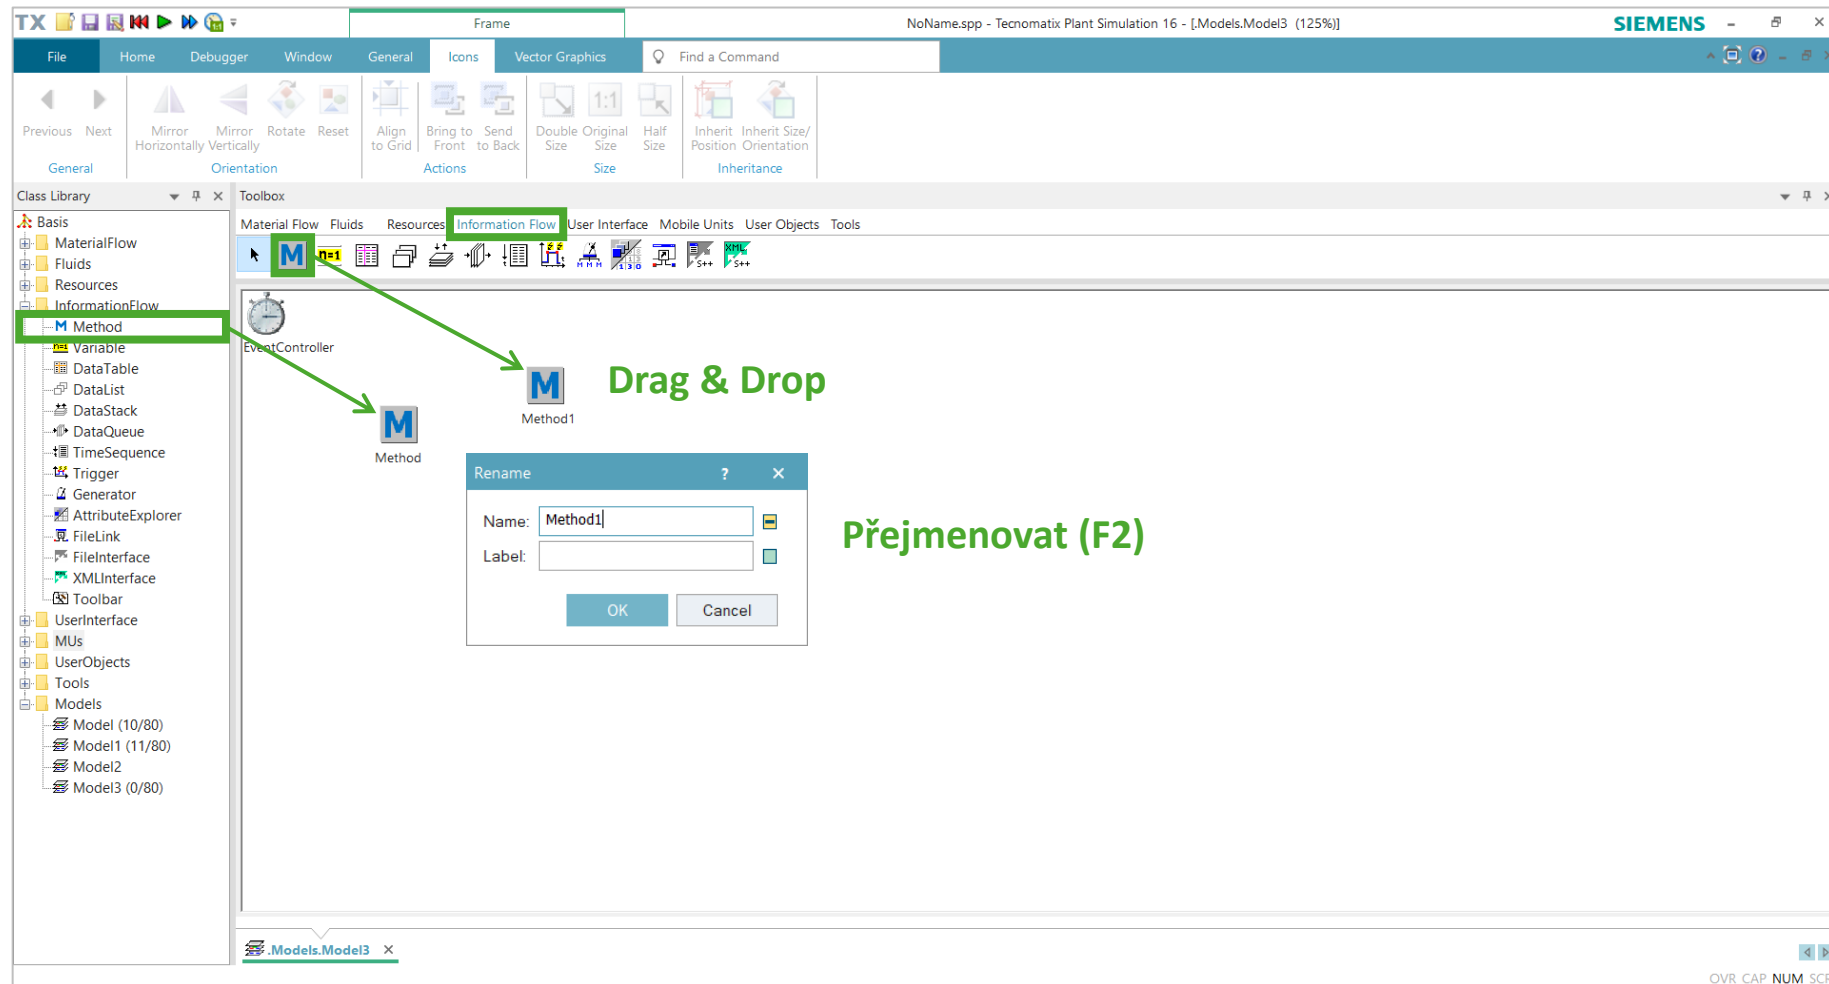 TX
Frame
NoName.spp - Tecnomatix Plant Simulation 16 - [.Models.Model3 (125%)]
SIEMENS
File Home Debugger Window General Icons Vector Graphics Find a Command
Previous Next
Mirror Horizontally
Mirror Vertically
Rotate
Reset
Align to Grid
Bring to Front
Send to Back
Double Size
1:1
Original Size
Half Size
Inherit Position
Inherit Size/ Orientation
General Orientation Actions Size Inheritance
Class Library
Toolbox
Material Flow Fluids Resources Information Flow User Interface Mobile Units User Objects Tools
M n=1
Basis
MaterialFlow
Fluids
Resources
InformationFlow
M Method
n=1 Variable
DataTable
DataList
DataStack
DataQueue
TimeSequence
Trigger
Generator
AttributeExplorer
FileLink
FileInterface
XMLInterface
Toolbar
UserInterface
MUs
UserObjects
Tools
Models
Model (10/80)
Model1 (11/80)
Model2
Model3 (0/80)
EventController
M
Method1
Drag & Drop
M
Method
Rename ?
Name: Method1
Label:
OK Cancel
Přejmenovat (F2)
.Models.Model3
OVR CAP NUM